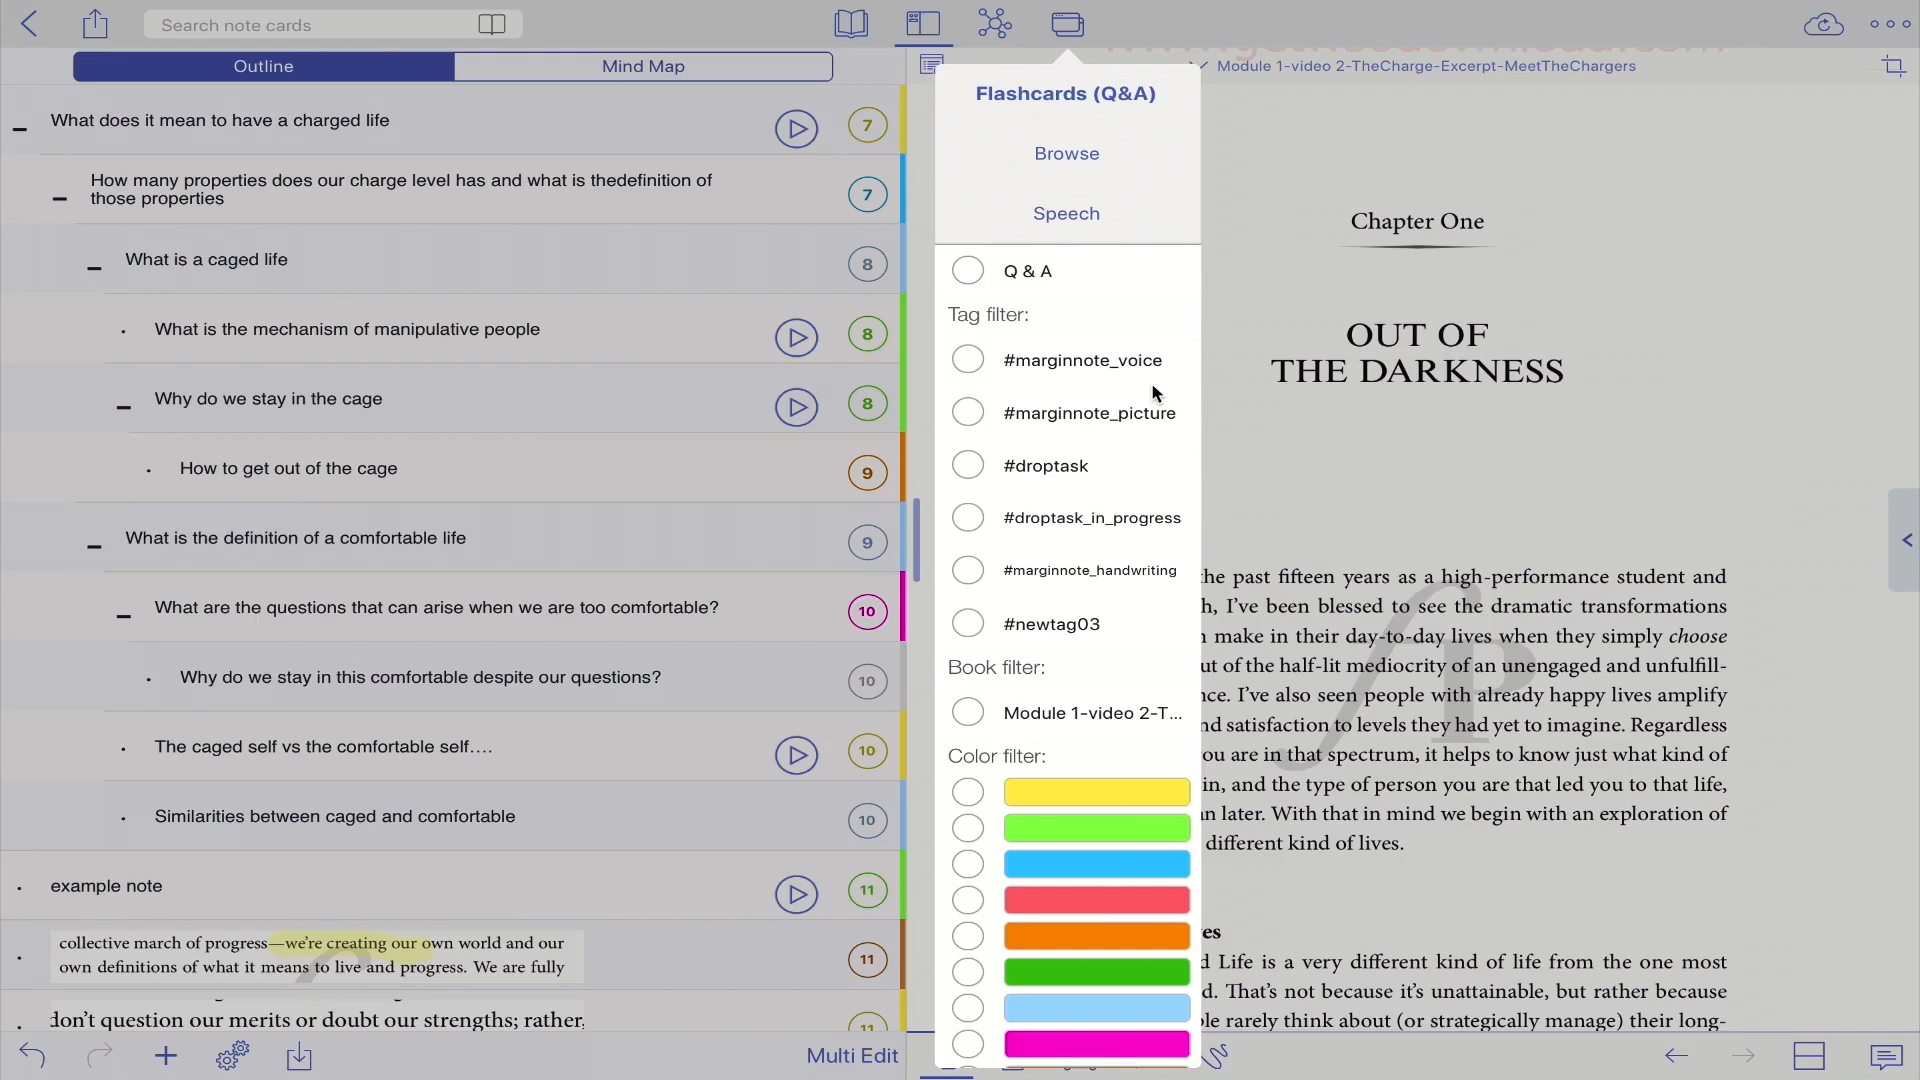 Search note cards
Outline
Mind Map
Module 1-video 2-TheCharge-Excerpt-MeetTheChargers
What does it mean to have a charged life
7
How many properties does our charge level has and what is thedefinition of
those properties
7
What is a caged life
8
What is the mechanism of manipulative people
8
Why do we stay in the cage
8
How to get out of the cage
9
What is the definition of a comfortable life
9
What are the questions that can arise when we are too comfortable?
10
Why do we stay in this comfortable despite our questions?
10
The caged self vs the comfortable self....
10
Similarities between caged and comfortable
10
example note
11
collective march of progress—we're creating our own world and our
own definitions of what it means to live and progress. We are fully
11
don't question our merits or doubt our strengths; rather,
11
Multi Edit
Flashcards (Q&A)
Browse
Speech
Q & A
Tag filter:
#marginnote_voice
#marginnote_picture
#droptask
#droptask_in_progress
#marginnote_handwriting
#newtag03
Book filter:
Module 1-video 2-T...
Color filter:
Chapter One
OUT OF
THE DARKNESS
the past fifteen years as a high-performance student and
h, I've been blessed to see the dramatic transformations
make in their day-to-day lives when they simply choose
ut of the half-lit mediocrity of an unengaged and unfulfill-
nce. I've also seen people with already happy lives amplify
nd satisfaction to levels they had yet to imagine. Regardless
ou are in that spectrum, it helps to know just what kind of
in, and the type of person you are that led you to that life,
n later. With that in mind we begin with an exploration of
different kind of lives.
ves
d Life is a very different kind of life from the one most
d. That's not because it's unattainable, but rather because
le rarely think about (or strategically manage) their long-